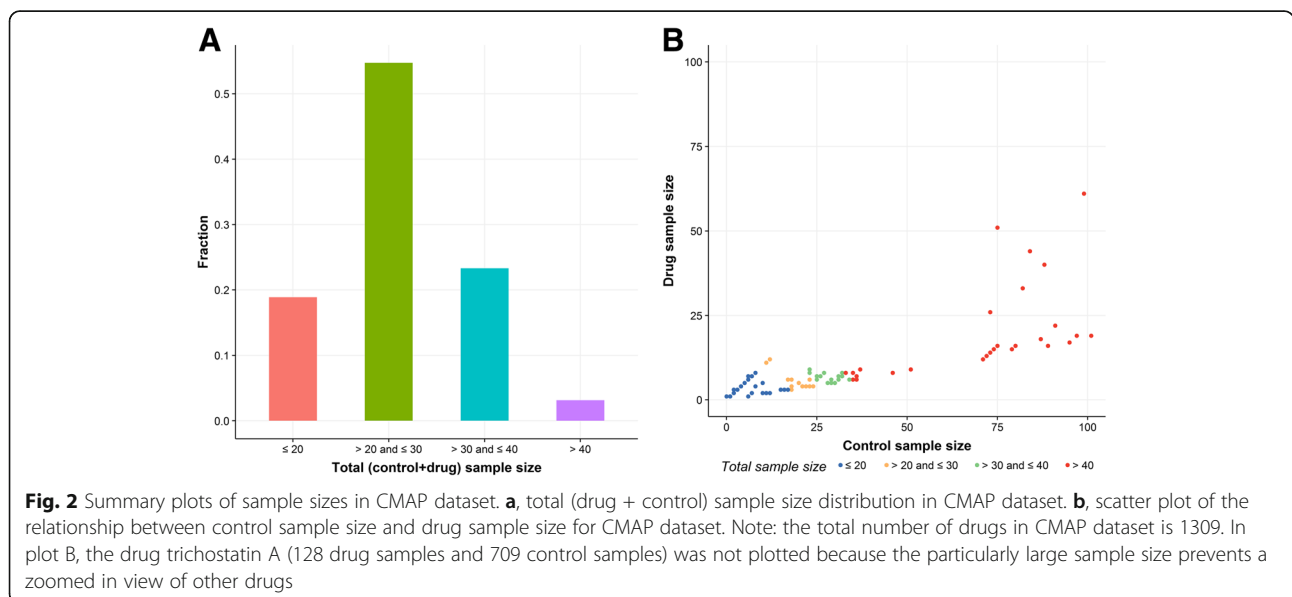 A
Fraction
0.5
0.4
0.3
0.2
0.1
0.0
≤ 20
> 20 and ≤ 30
> 30 and ≤ 40
> 40
Total (control+drug) sample size
B
Drug sample size
100
75
50
25
0
0
25
50
75
100
Control sample size
Total sample size ≤ 20 > 20 and ≤ 30 > 30 and ≤ 40 > 40
Fig. 2 Summary plots of sample sizes in CMAP dataset. a, total (drug + control) sample size distribution in CMAP dataset. b, scatter plot of the
relationship between control sample size and drug sample size for CMAP dataset. Note: the total number of drugs in CMAP dataset is 1309. In
plot B, the drug trichostatin A (128 drug samples and 709 control samples) was not plotted because the particularly large sample size prevents a
zoomed in view of other drugs